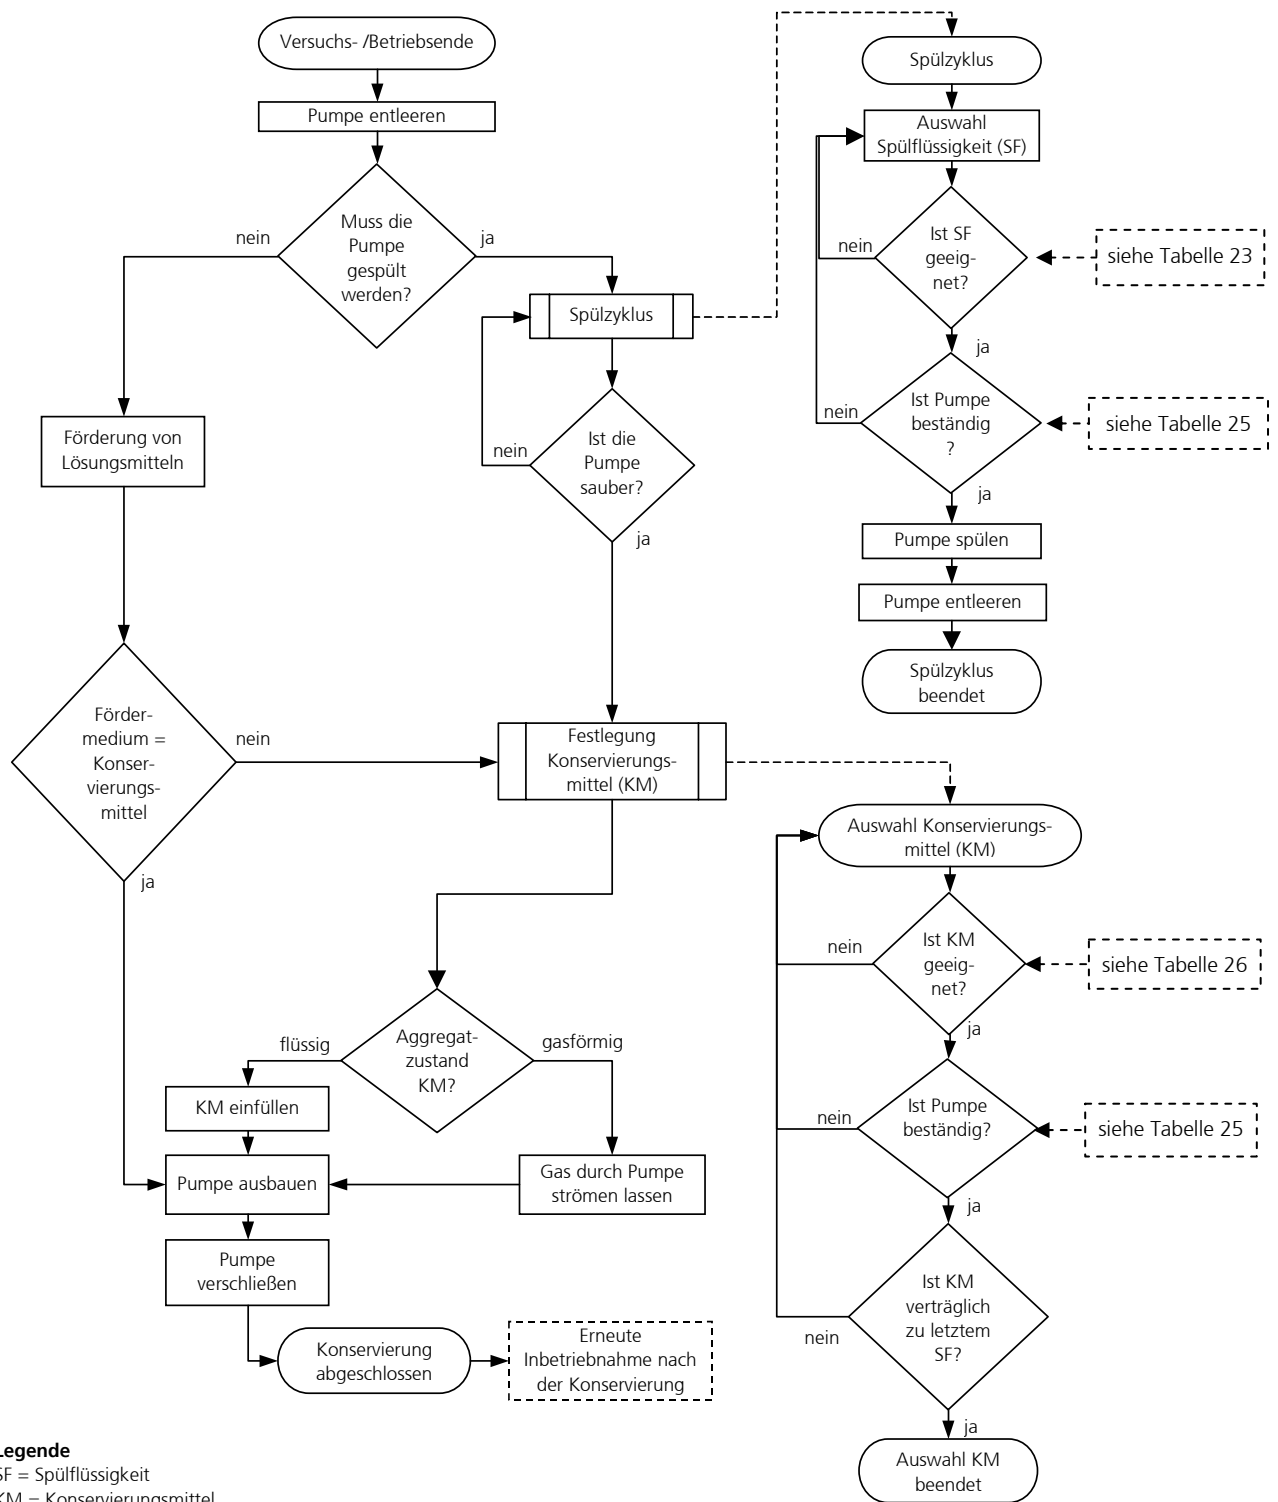 Versuchs- /Betriebsende
Pumpe entleeren
Muss die
Pumpe
gespült
werden?
nein
ja
Förderung von
Lösungsmitteln
Spülzyklus
Ist die
Pumpe
sauber?
nein
ja
Förder-
medium =
Konser-
vierungs-
mittel
nein
ja
Festlegung
Konservierungs-
mittel (KM)
Aggregat-
zustand
KM?
flüssig
gasförmig
KM einfüllen
Pumpe ausbauen
Gas durch Pumpe
strömen lassen
Pumpe
verschließen
Konservierung
abgeschlossen
Erneute
Inbetriebnahme nach
der Konservierung
Spülzyklus
Auswahl
Spülflüssigkeit (SF)
Ist SF
geeig-
net?
nein
ja
siehe Tabelle 23
Ist Pumpe
beständig
?
nein
ja
siehe Tabelle 25
Pumpe spülen
Pumpe entleeren
Spülzyklus
beendet
Auswahl Konservierungs-
mittel (KM)
Ist KM
geeig-
net?
nein
ja
siehe Tabelle 26
Ist Pumpe
beständig?
nein
ja
siehe Tabelle 25
Ist KM
verträglich
zu letztem
SF?
nein
ja
Auswahl KM
beendet
Legende
SF = Spülflüssigkeit
KM = Konservierungsmittel